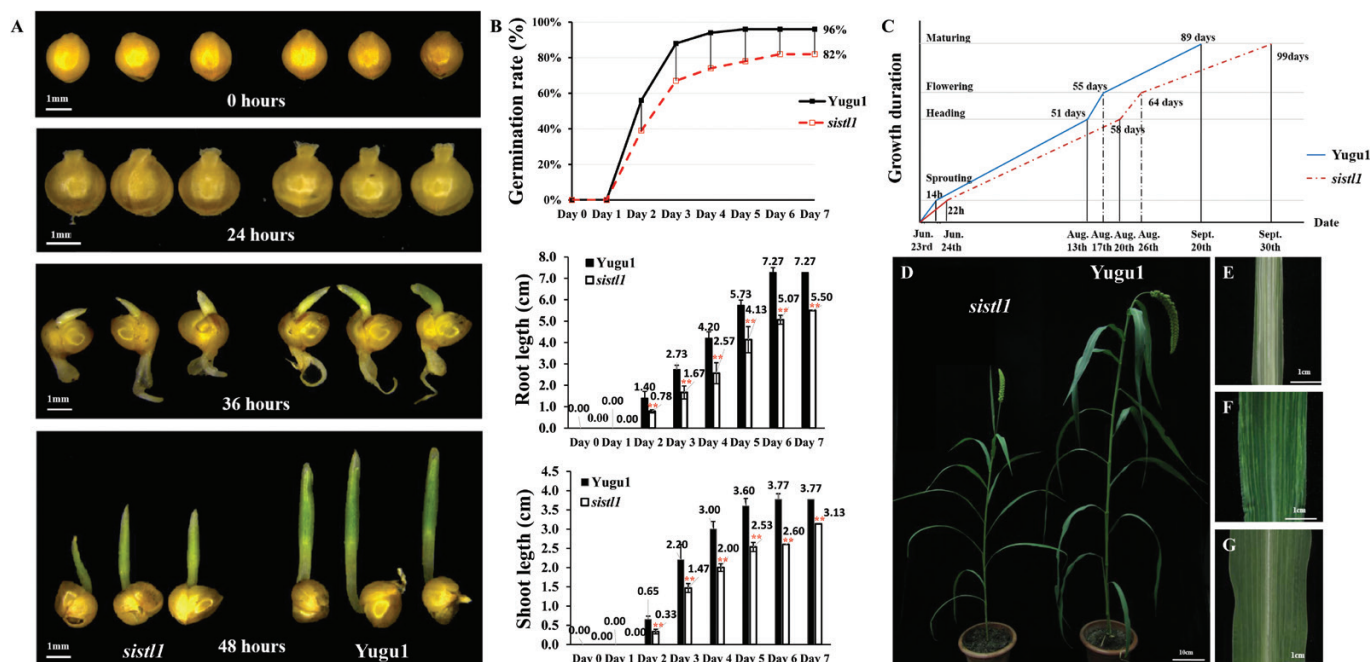 A
1mm
0 hours
1mm
24 hours
1mm
36 hours
1mm
sistl1
48 hours
Yugu1
B
Germination rate (%)
100%
80%
60%
40%
20%
0%
96%
82%
Yugu1
sistl1
Day 0 Day 1 Day 2 Day 3 Day 4 Day 5 Day 6 Day 7
Root legth (cm)
8.0
7.0
6.0
5.0
4.0
3.0
2.0
1.0
0.0
Yugu1
sistl1
0.00
0.00
0.00
0.00
1.40
0.78
**
2.73
1.67
**
4.20
2.57
**
5.73
4.13
**
7.27
5.07
**
7.27
5.50
**
Day 0 Day 1 Day 2 Day 3 Day 4 Day 5 Day 6 Day 7
Shoot legth (cm)
4.5
4.0
3.5
3.0
2.5
2.0
1.5
1.0
0.5
0.0
Yugu1
sistl1
0.00
0.00
0.00
0.00
0.65
0.33
**
2.20
1.47
**
3.00
2.00
**
3.60
2.53
**
3.77
2.60
**
3.77
3.13
**
Day 0 Day 1 Day 2 Day 3 Day 4 Day 5 Day 6 Day 7
C
Growth duration
Maturing
Flowering
Heading
Sprouting
14h
22h
51 days
55 days
58 days
64 days
89 days
99days
Yugu1
sistl1
Date
Jun. 23rd
Jun. 24th
Aug. 13th
Aug. 17th
Aug. 20th
Aug. 26th
Sept. 20th
Sept. 30th
D
sistl1
Yugu1
10cm
E
1cm
F
1cm
G
1cm